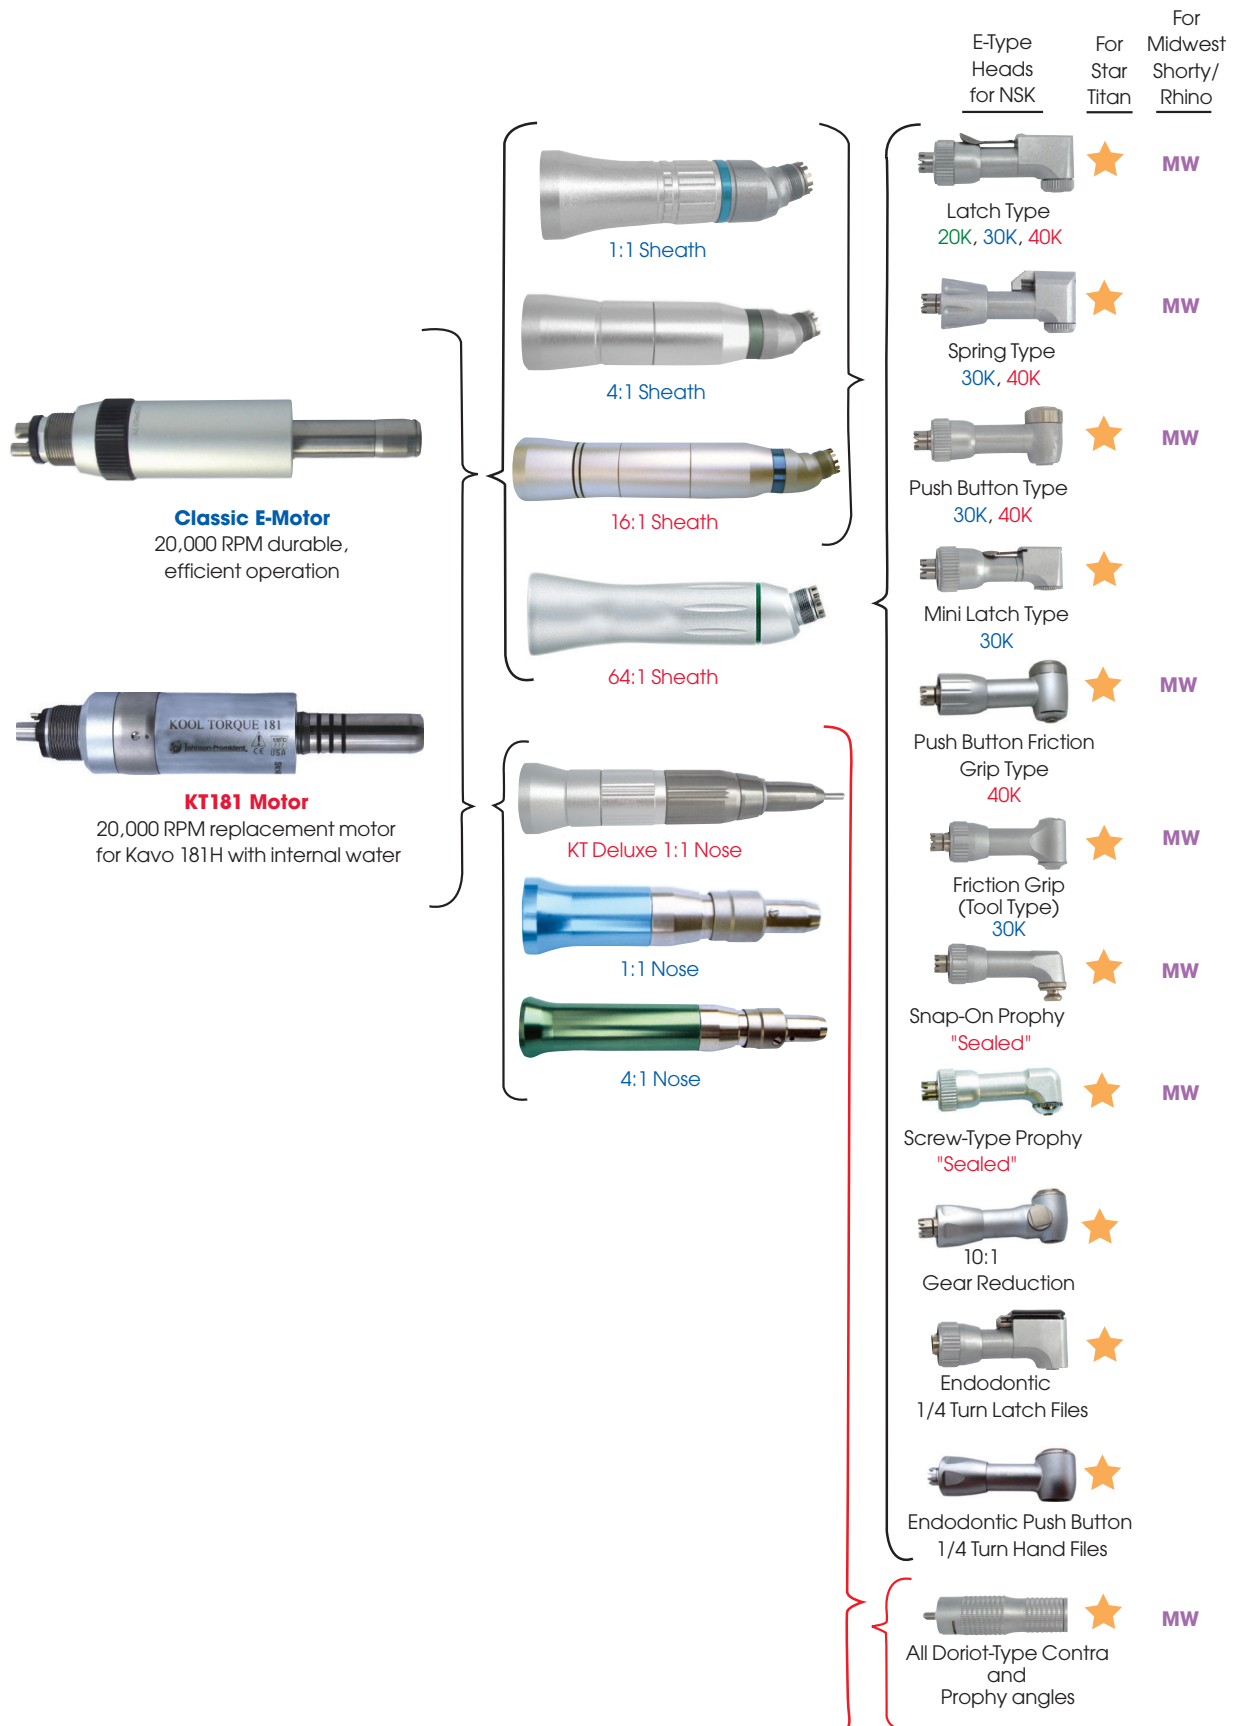 E-Type
Heads
for NSK
For
Star
Titan
For
Midwest
Shorty/
Rhino
1:1 Sheath
4:1 Sheath
16:1 Sheath
64:1 Sheath
Classic E-Motor
20,000 RPM durable,
efficient operation
KOOL TORQUE 181
Johnson-Promident.
CE
USA
KT181 Motor
20,000 RPM replacement motor
for Kavo 181H with internal water
KT Deluxe 1:1 Nose
1:1 Nose
4:1 Nose
MW
Latch Type
20K, 30K, 40K
MW
Spring Type
30K, 40K
MW
Push Button Type
30K, 40K
Mini Latch Type
30K
MW
Push Button Friction
Grip Type
40K
MW
Friction Grip
(Tool Type)
30K
MW
Snap-On Prophy
"Sealed"
MW
Screw-Type Prophy
"Sealed"
10:1
Gear Reduction
Endodontic
1/4 Turn Latch Files
Endodontic Push Button
1/4 Turn Hand Files
MW
All Doriot-Type Contra
and
Prophy angles